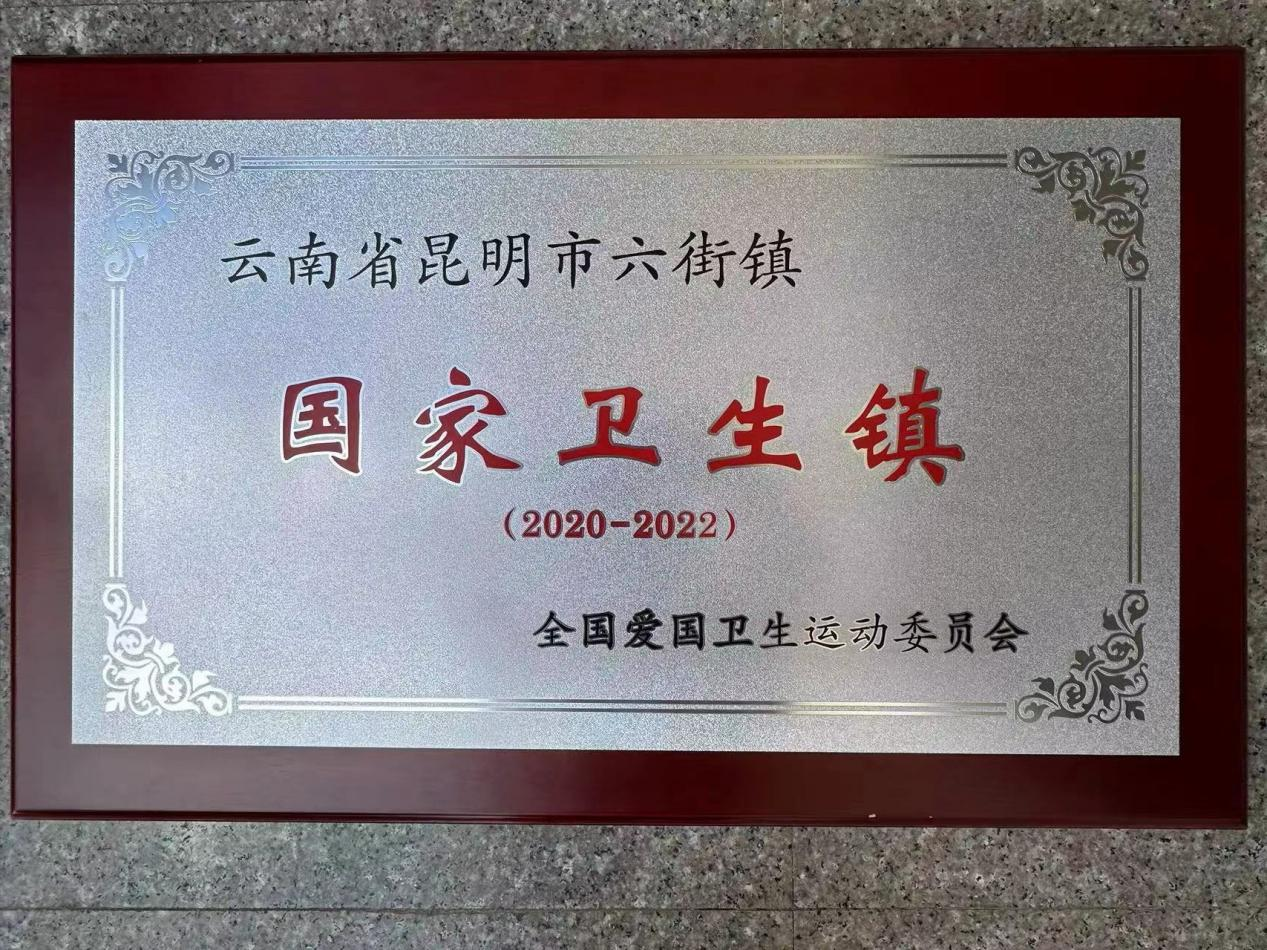 云南省昆明市六街镇
国家卫生镇
（2020-2022）
全国爱国卫生运动委员会